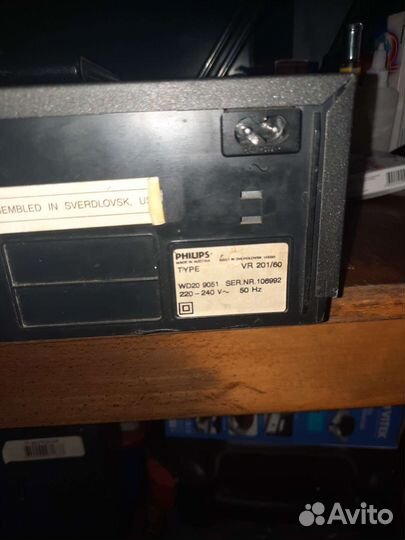 SEMBLED IN SVERDLOVSK, US
PHILIPS
MADE IN AUSTRIA
TYPE VR 201/60
WD20 9051 SER.NR.106992
220-240 V~ 50 Hz
VITEK
Avito